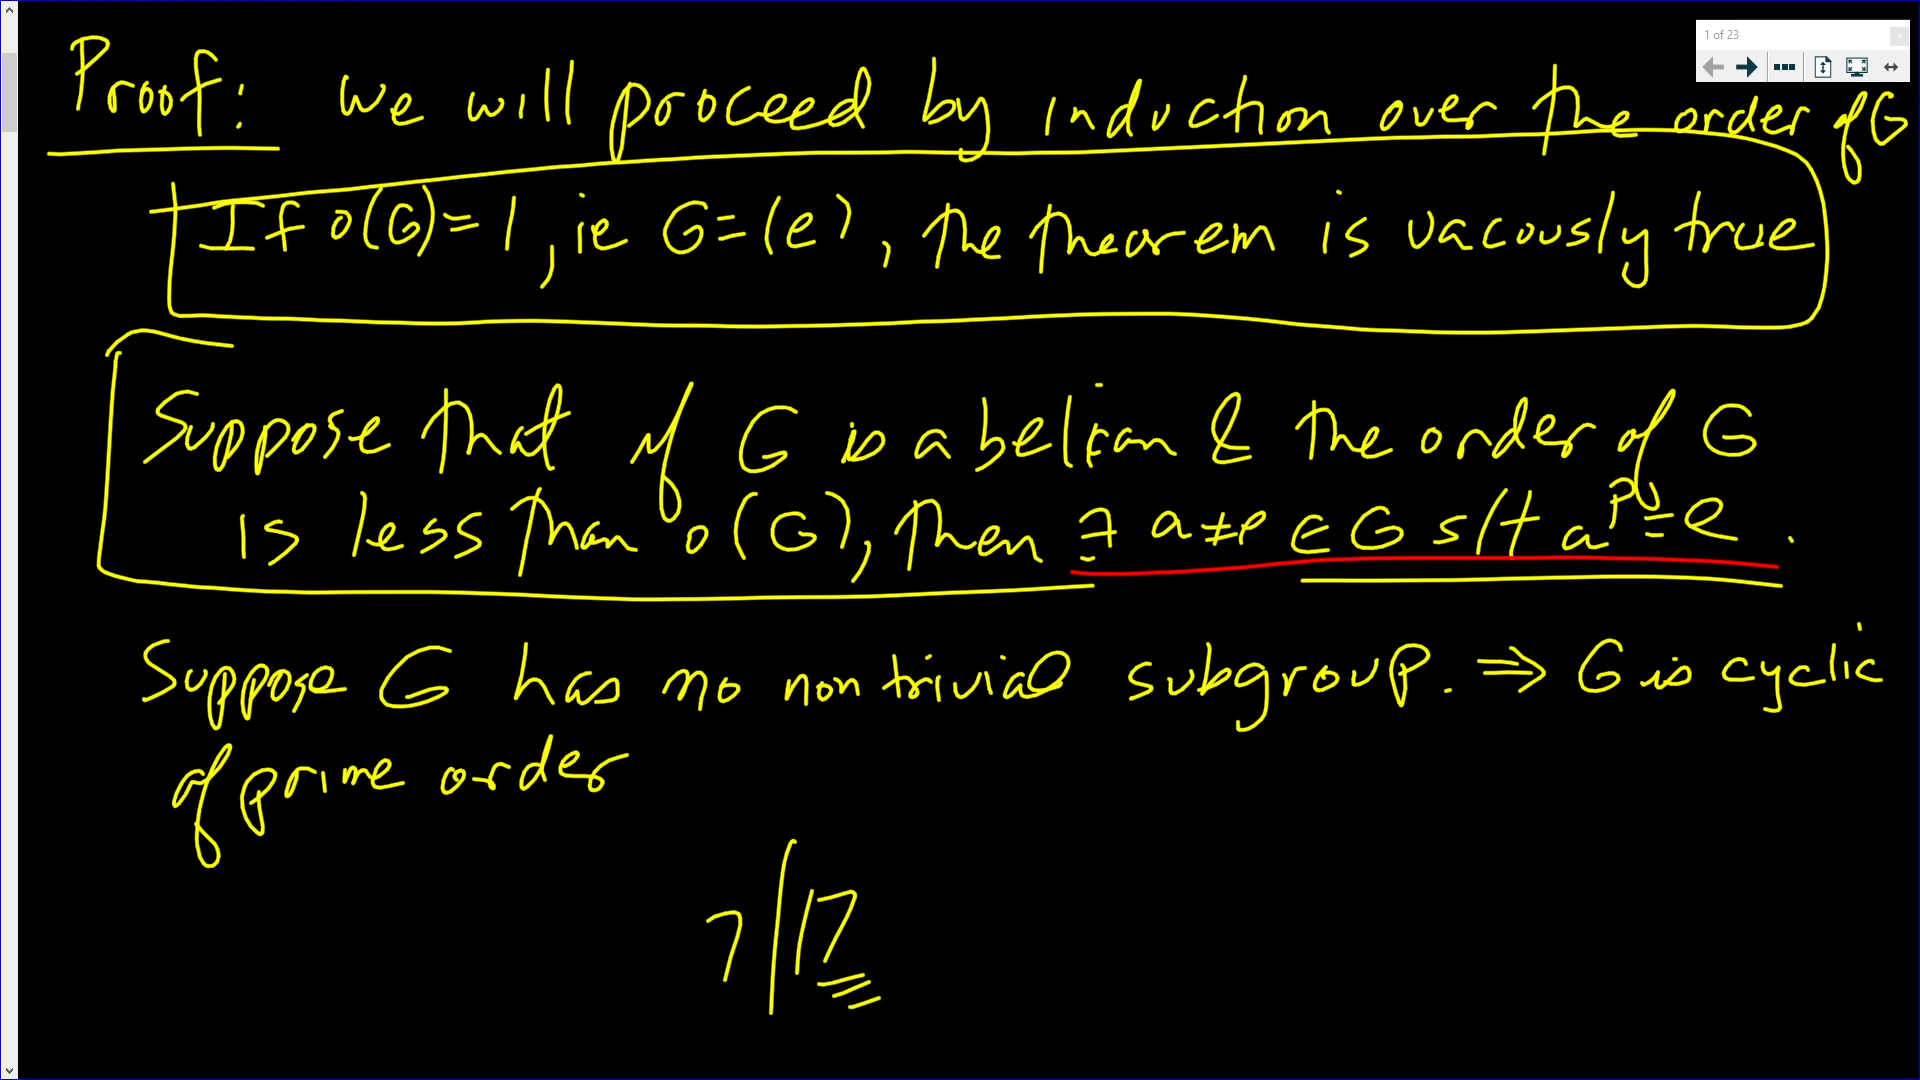 1 of 23
Proof: We will proceed by induction over the order of G
If o(G)=1, ie G=(e), the theorem is vacously true
Suppose that if G is abelian & the order of G
is less than o(G), then ∃ a≠e ∈ G s/t a^p=e.
Suppose G has no nontrivial subgroup. ⇒ G is cyclic
of prime order
7/17